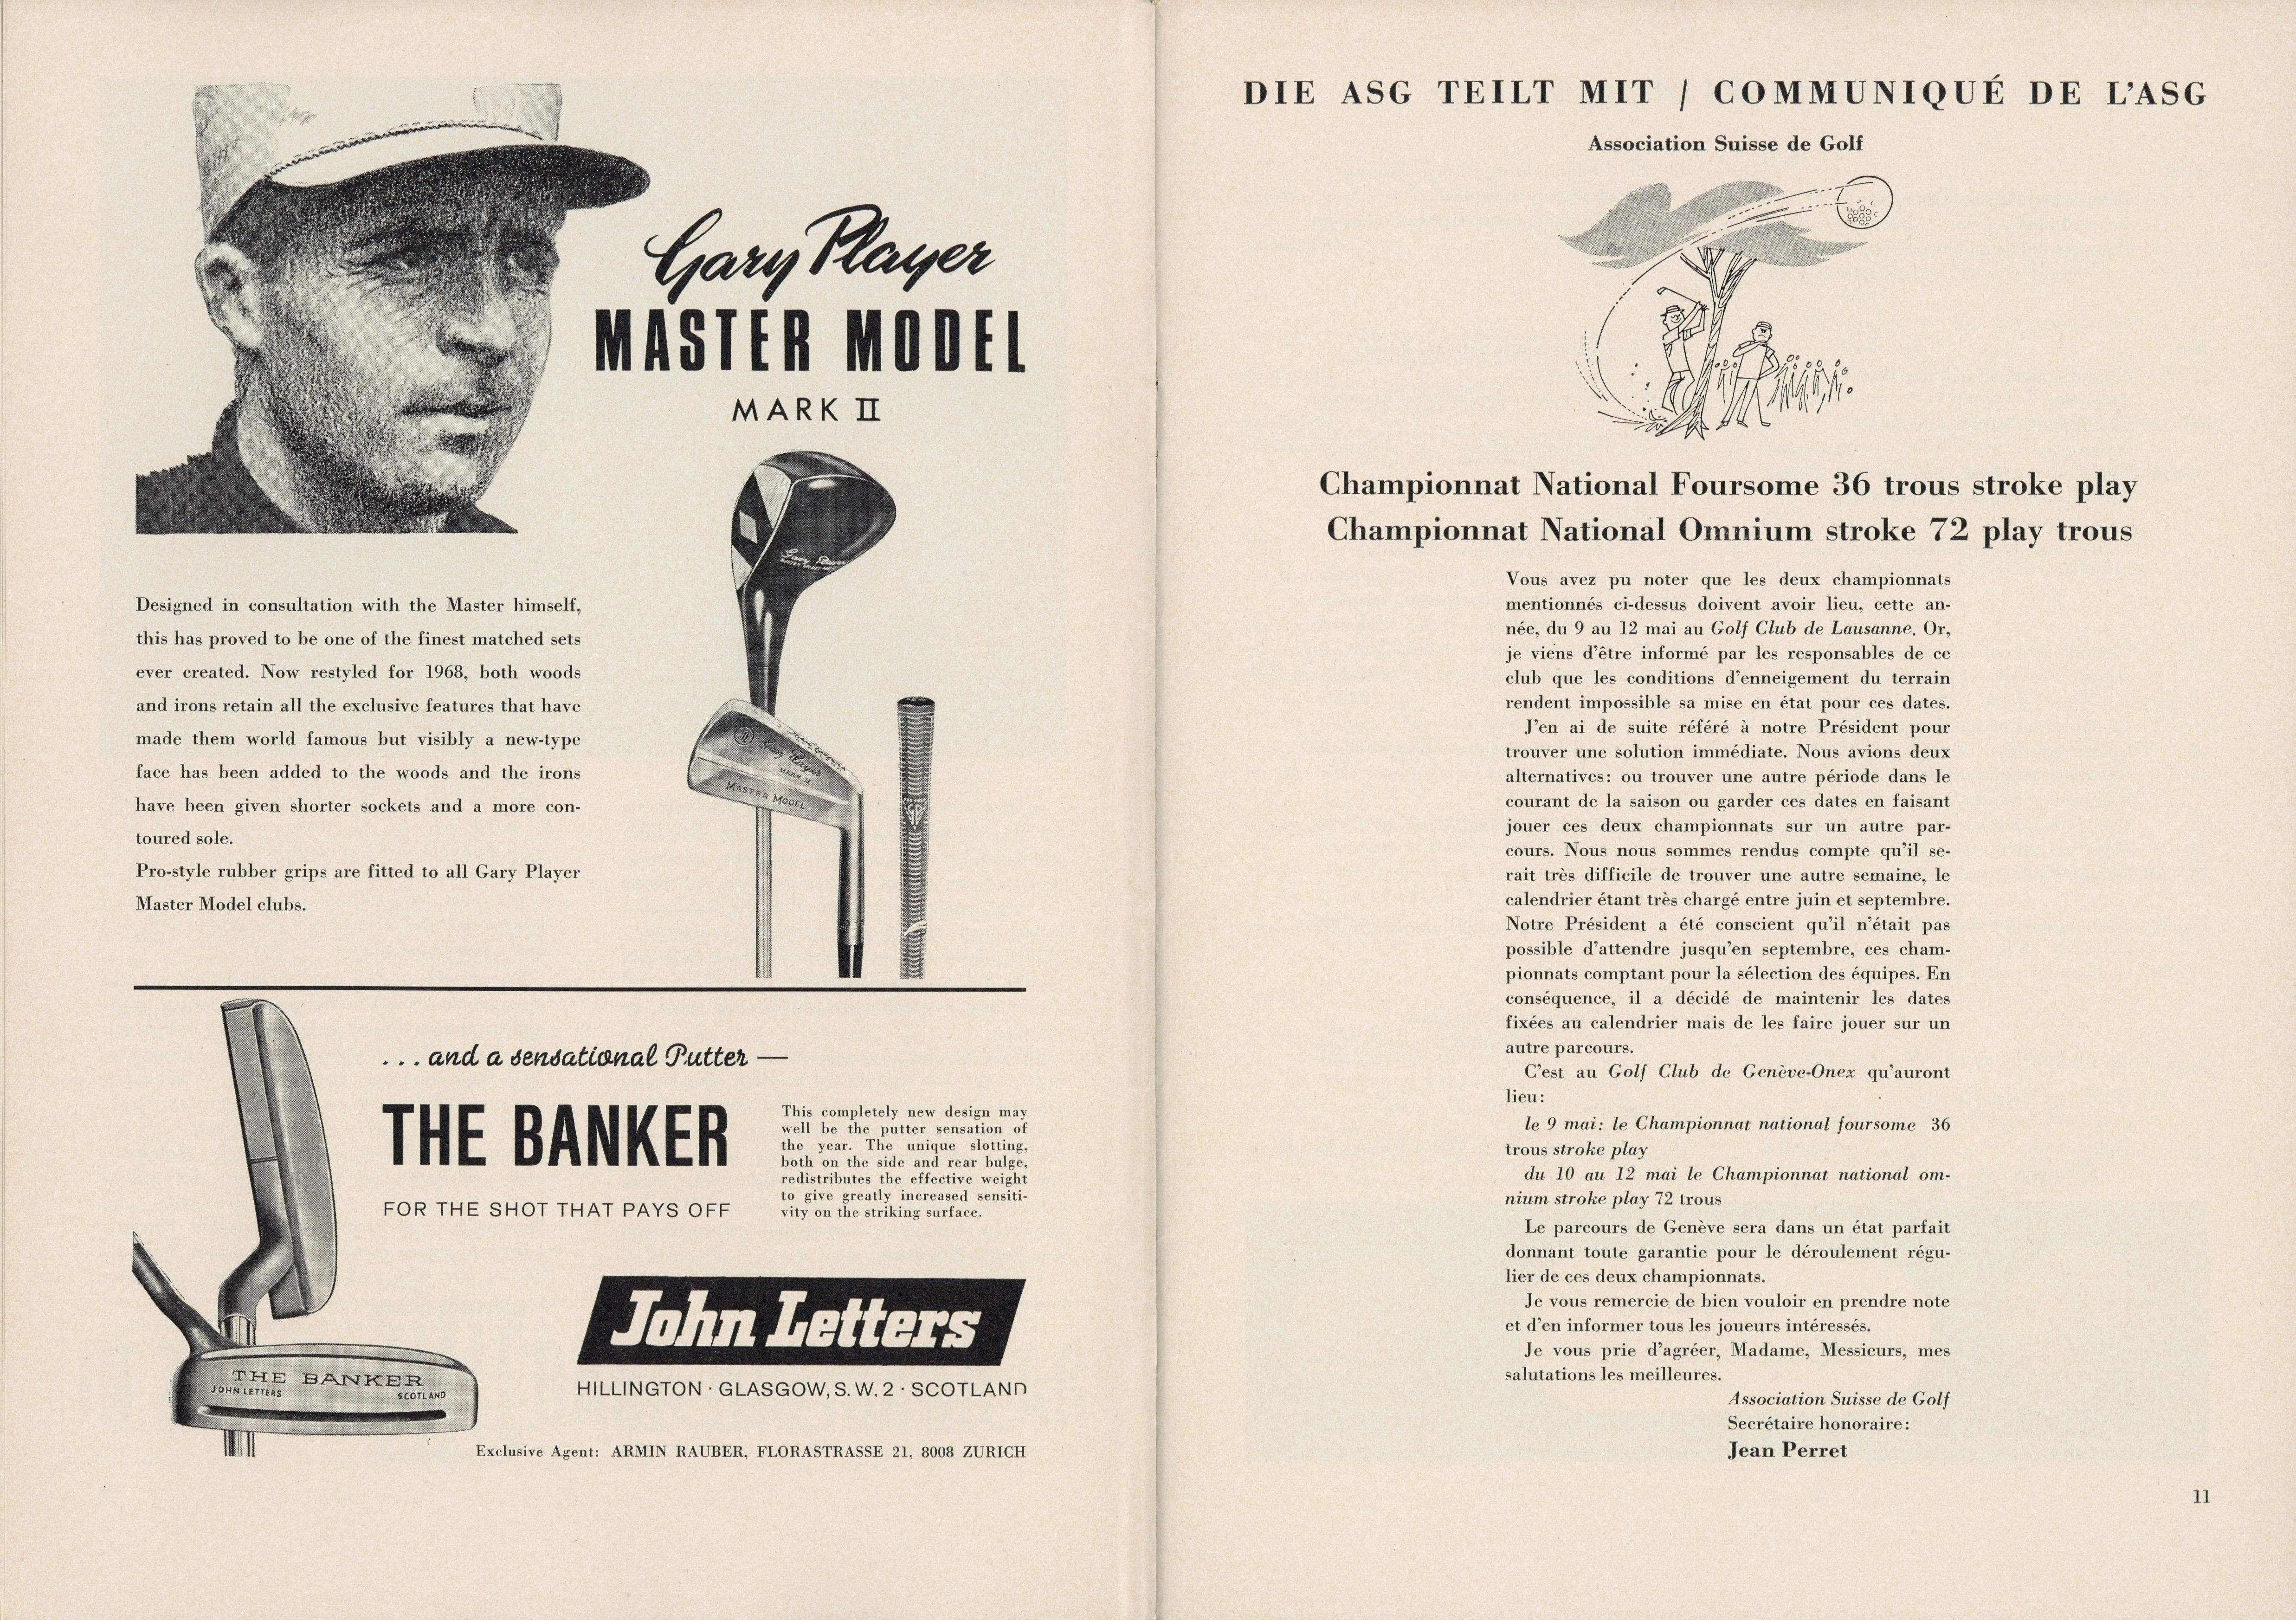 Gary Player
MASTER MODEL
MARK II
Gary Player
MASTER MODEL
Gary Player
MARK II
MASTER MODEL
GP
Designed in consultation with the Master himself,
this has proved to be one of the finest matched sets
ever created. Now restyled for 1968, both woods
and irons retain all the exclusive features that have
made them world famous but visibly a new-type
face has been added to the woods and the irons
have been given shorter sockets and a more con-
toured sole.
Pro-style rubber grips are fitted to all Gary Player
Master Model clubs.
... and a sensational Putter —
THE BANKER
FOR THE SHOT THAT PAYS OFF
This completely new design may
well be the putter sensation of
the year. The unique slotting,
both on the side and rear bulge,
redistributes the effective weight
to give greatly increased sensiti-
vity on the striking surface.
THE BANKER
JOHN LETTERS SCOTLAND
John Letters
HILLINGTON · GLASGOW, S.W.2 · SCOTLAND
Exclusive Agent: ARMIN RAUBER, FLORASTRASSE 21, 8008 ZURICH
DIE ASG TEILT MIT / COMMUNIQUÉ DE L'ASG
Association Suisse de Golf
Championnat National Foursome 36 trous stroke play
Championnat National Omnium stroke 72 play trous
Vous avez pu noter que les deux championnats
mentionnés ci-dessus doivent avoir lieu, cette an-
née, du 9 au 12 mai au Golf Club de Lausanne. Or,
je viens d'être informé par les responsables de ce
club que les conditions d'enneigement du terrain
rendent impossible sa mise en état pour ces dates.
J'en ai de suite référé à notre Président pour
trouver une solution immédiate. Nous avions deux
alternatives: ou trouver une autre période dans le
courant de la saison ou garder ces dates en faisant
jouer ces deux championnats sur un autre par-
cours. Nous nous sommes rendus compte qu'il se-
rait très difficile de trouver une autre semaine, le
calendrier étant très chargé entre juin et septembre.
Notre Président a été conscient qu'il n'était pas
possible d'attendre jusqu'en septembre, ces cham-
pionnats comptant pour la sélection des équipes. En
conséquence, il a décidé de maintenir les dates
fixées au calendrier mais de les faire jouer sur un
autre parcours.
C'est au Golf Club de Genève-Onex qu'auront
lieu:
le 9 mai: le Championnat national foursome 36
trous stroke play
du 10 au 12 mai le Championnat national om-
nium stroke play 72 trous
Le parcours de Genève sera dans un état parfait
donnant toute garantie pour le déroulement régu-
lier de ces deux championnats.
Je vous remercie de bien vouloir en prendre note
et d'en informer tous les joueurs intéressés.
Je vous prie d'agréer, Madame, Messieurs, mes
salutations les meilleures.
Association Suisse de Golf
Secrétaire honoraire:
Jean Perret
11